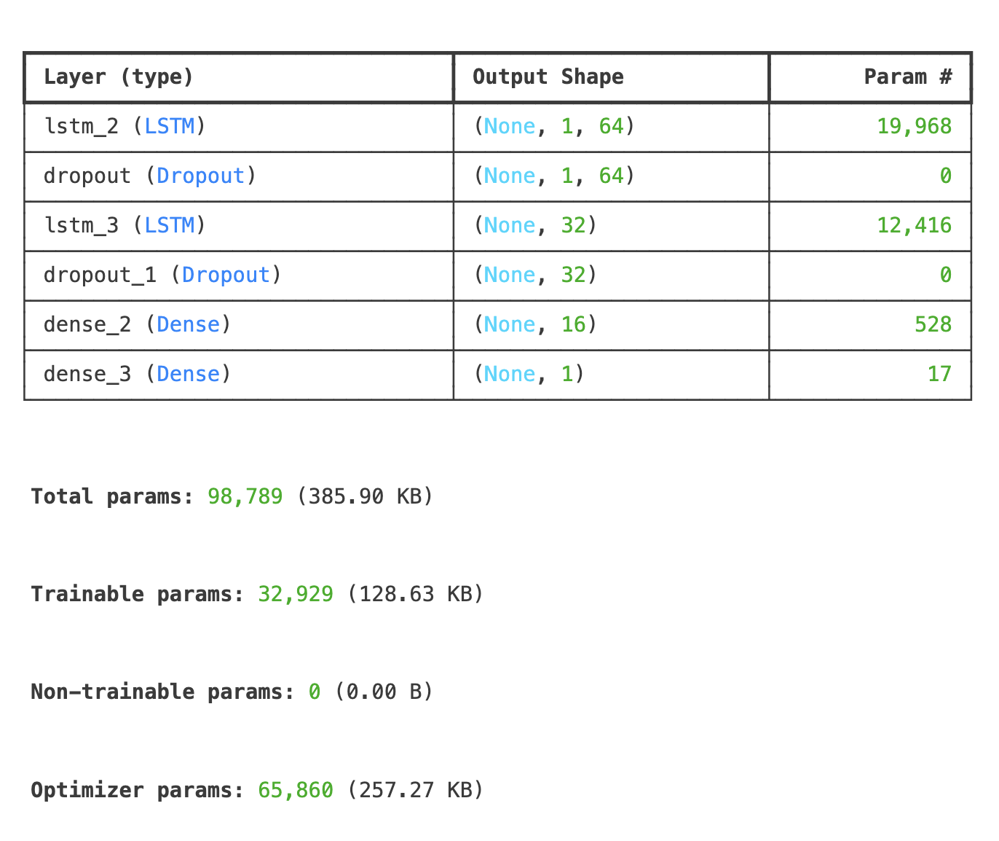 Layer (type) Output Shape Param #
lstm_2 (LSTM) (None, 1, 64) 19,968
dropout (Dropout) (None, 1, 64) 0
lstm_3 (LSTM) (None, 32) 12,416
dropout_1 (Dropout) (None, 32) 0
dense_2 (Dense) (None, 16) 528
dense_3 (Dense) (None, 1) 17
Total params: 98,789 (385.90 KB)
Trainable params: 32,929 (128.63 KB)
Non-trainable params: 0 (0.00 B)
Optimizer params: 65,860 (257.27 KB)